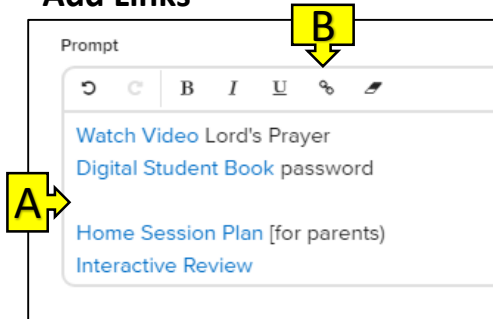 Add Links
B
Prompt
B I U
Watch Video Lord's Prayer
Digital Student Book password
A
Home Session Plan [for parents)
Interactive Review